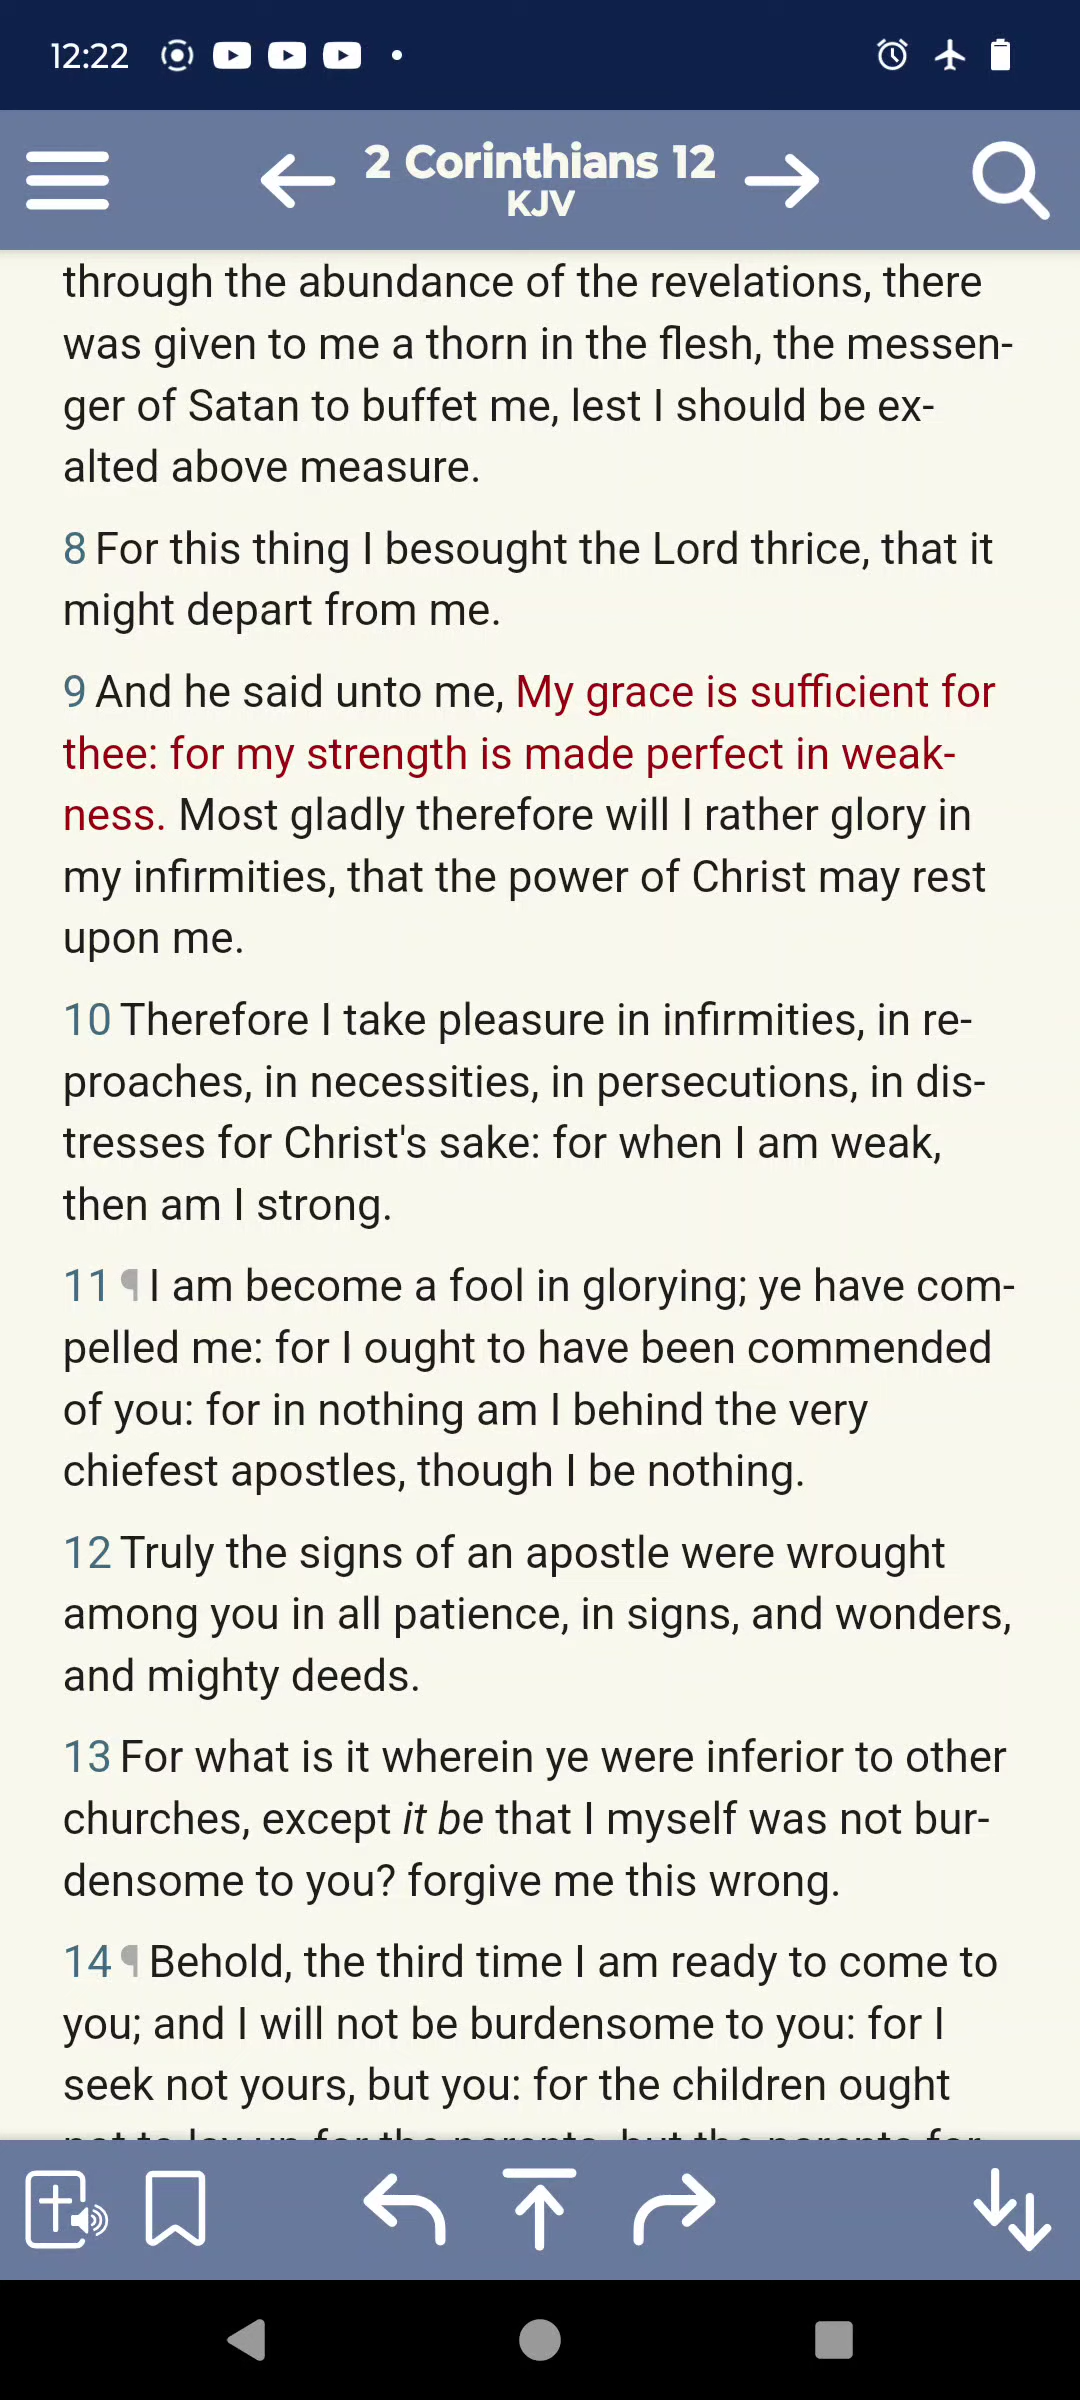 12:22
2 Corinthians 12
KJV
through the abundance of the revelations, there
was given to me a thorn in the flesh, the messen-
ger of Satan to buffet me, lest I should be ex-
alted above measure.
8 For this thing I besought the Lord thrice, that it
might depart from me.
9 And he said unto me, My grace is sufficient for
thee: for my strength is made perfect in weak-
ness. Most gladly therefore will I rather glory in
my infirmities, that the power of Christ may rest
upon me.
10 Therefore I take pleasure in infirmities, in re-
proaches, in necessities, in persecutions, in dis-
tresses for Christ's sake: for when I am weak,
then am I strong.
11 ¶ I am become a fool in glorying; ye have com-
pelled me: for I ought to have been commended
of you: for in nothing am I behind the very
chiefest apostles, though I be nothing.
12 Truly the signs of an apostle were wrought
among you in all patience, in signs, and wonders,
and mighty deeds.
13 For what is it wherein ye were inferior to other
churches, except it be that I myself was not bur-
densome to you? forgive me this wrong.
14 ¶ Behold, the third time I am ready to come to
you; and I will not be burdensome to you: for I
seek not yours, but you: for the children ought
not to lay up for the parents, but the parents for